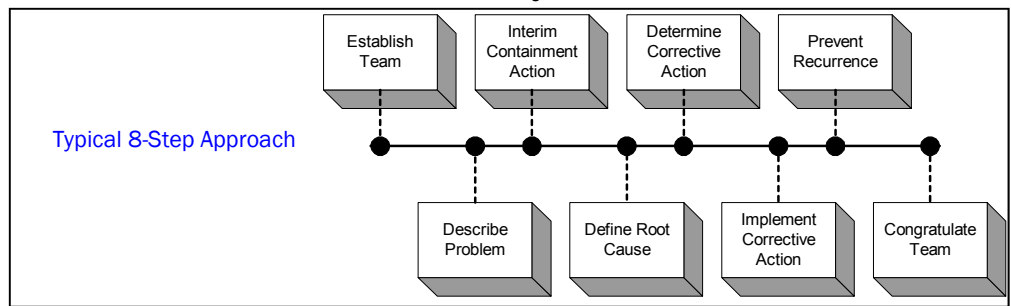 Establish
Team
Interim
Containment
Action
Determine
Corrective
Action
Prevent
Recurrence
Typical 8-Step Approach
Describe
Problem
Define Root
Cause
Implement
Corrective
Action
Congratulate
Team